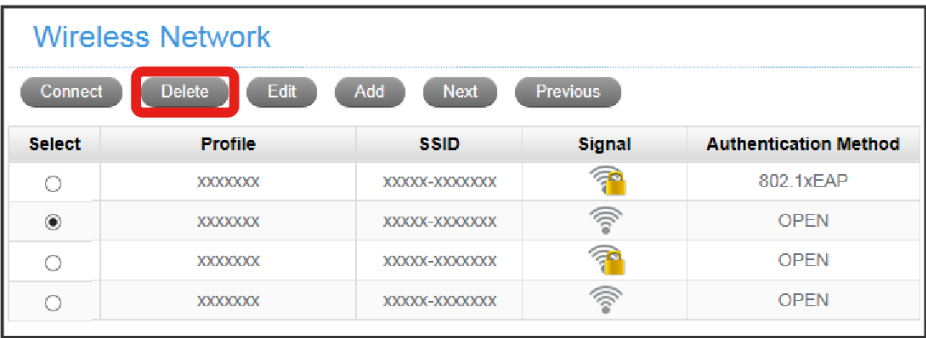 Wireless Network
Connect Delete Edit Add Next Previous
Select Profile SSID Signal Authentication Method
xxxxxxx xxxxx-xxxxxxx 802.1xEAP
xxxxxxx xxxxx-xxxxxxx OPEN
xxxxxxx xxxxx-xxxxxxx OPEN
xxxxxxx xxxxx-xxxxxxx OPEN